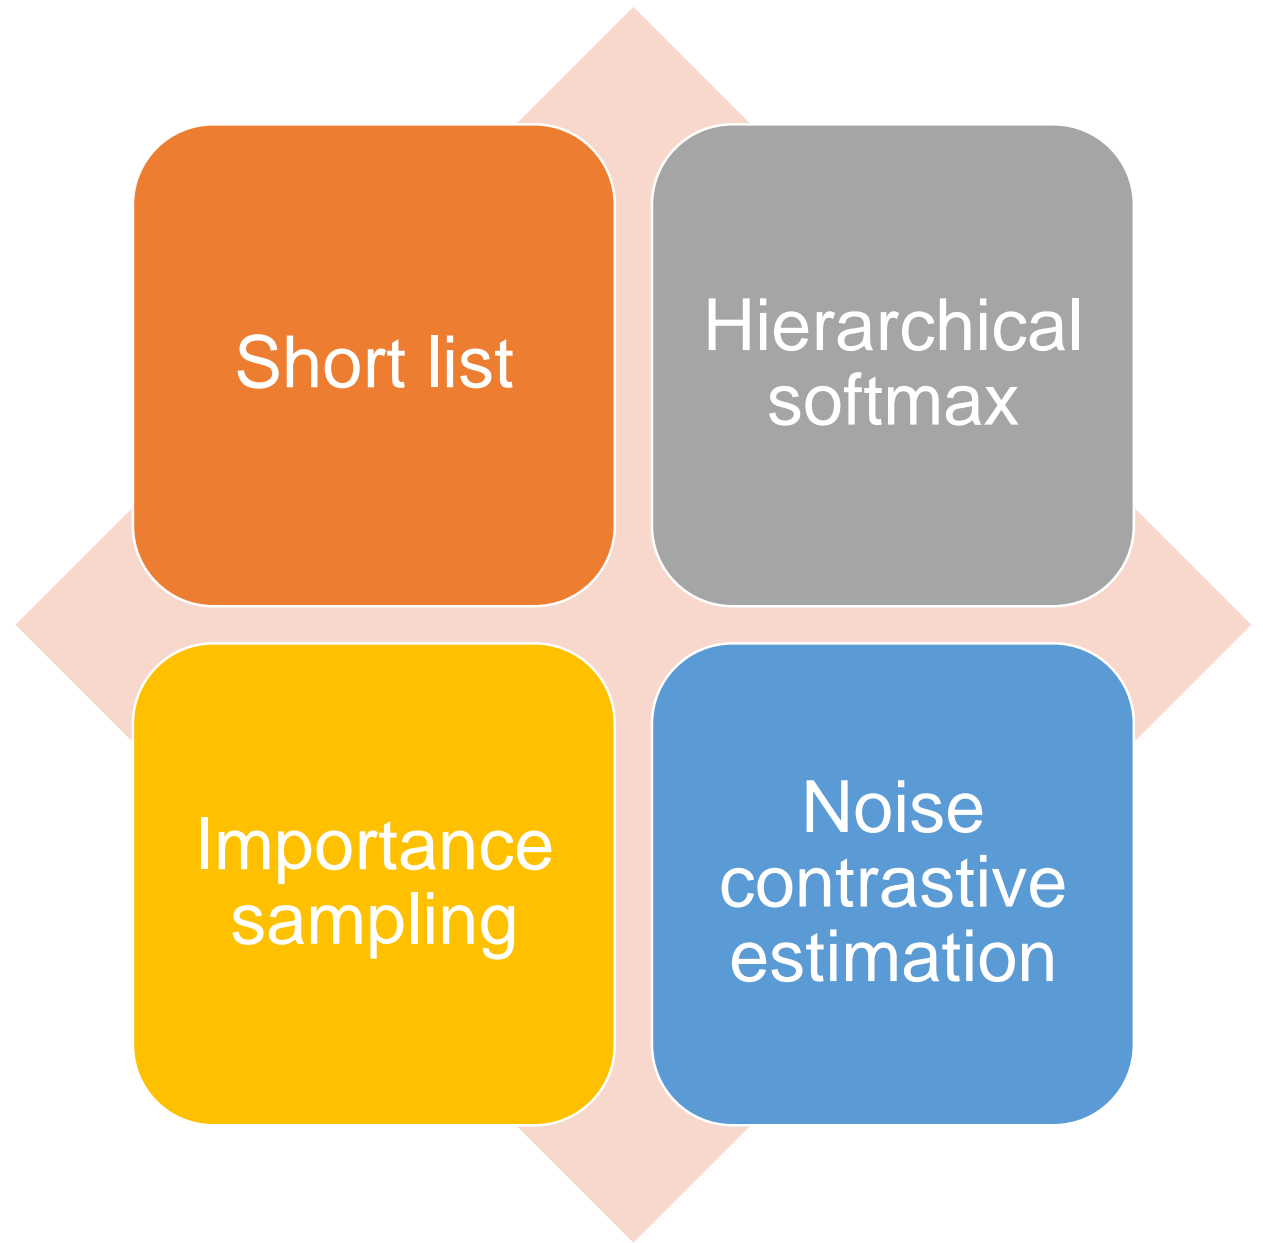 Short list
Hierarchical
softmax
Importance
sampling
Noise
contrastive
estimation